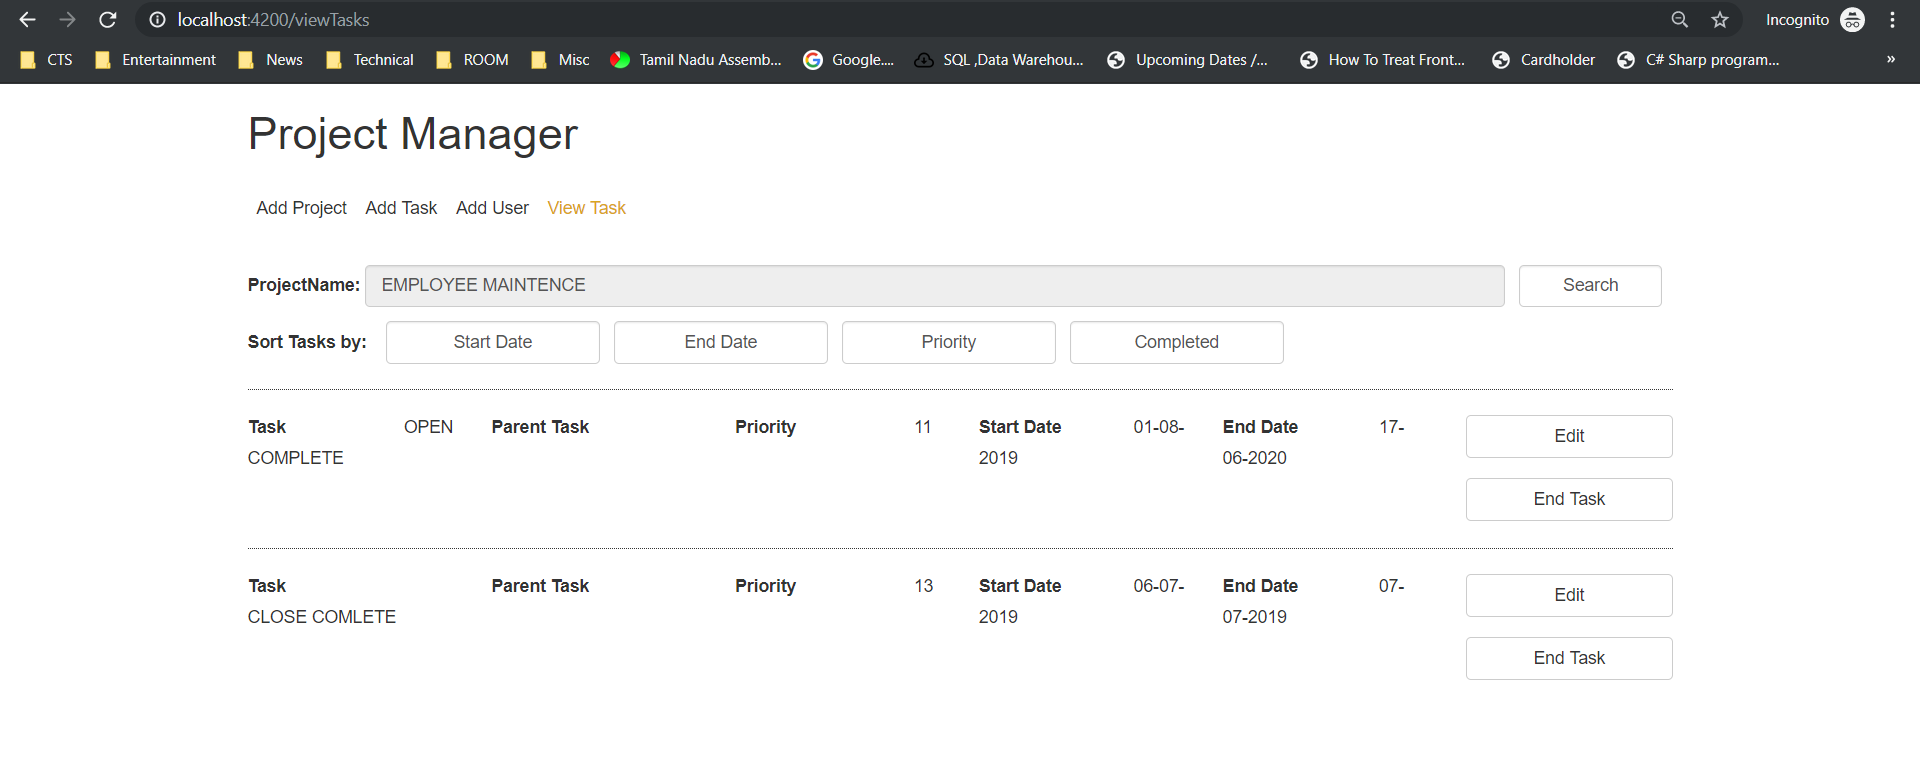 localhost:4200/viewTasks Incognito
CTS Entertainment News Technical ROOM Misc Tamil Nadu Assemb... Google.... SQL ,Data Warehou... Upcoming Dates /... How To Treat Front... Cardholder C# Sharp program... »
Project Manager
Add Project Add Task Add User View Task
ProjectName: EMPLOYEE MAINTENCE Search
Sort Tasks by: Start Date End Date Priority Completed
Task OPEN Parent Task Priority 11 Start Date 01-08- End Date 17- Edit
COMPLETE 2019 06-2020
End Task
Task Parent Task Priority 13 Start Date 06-07- End Date 07- Edit
CLOSE COMLETE 2019 07-2019
End Task